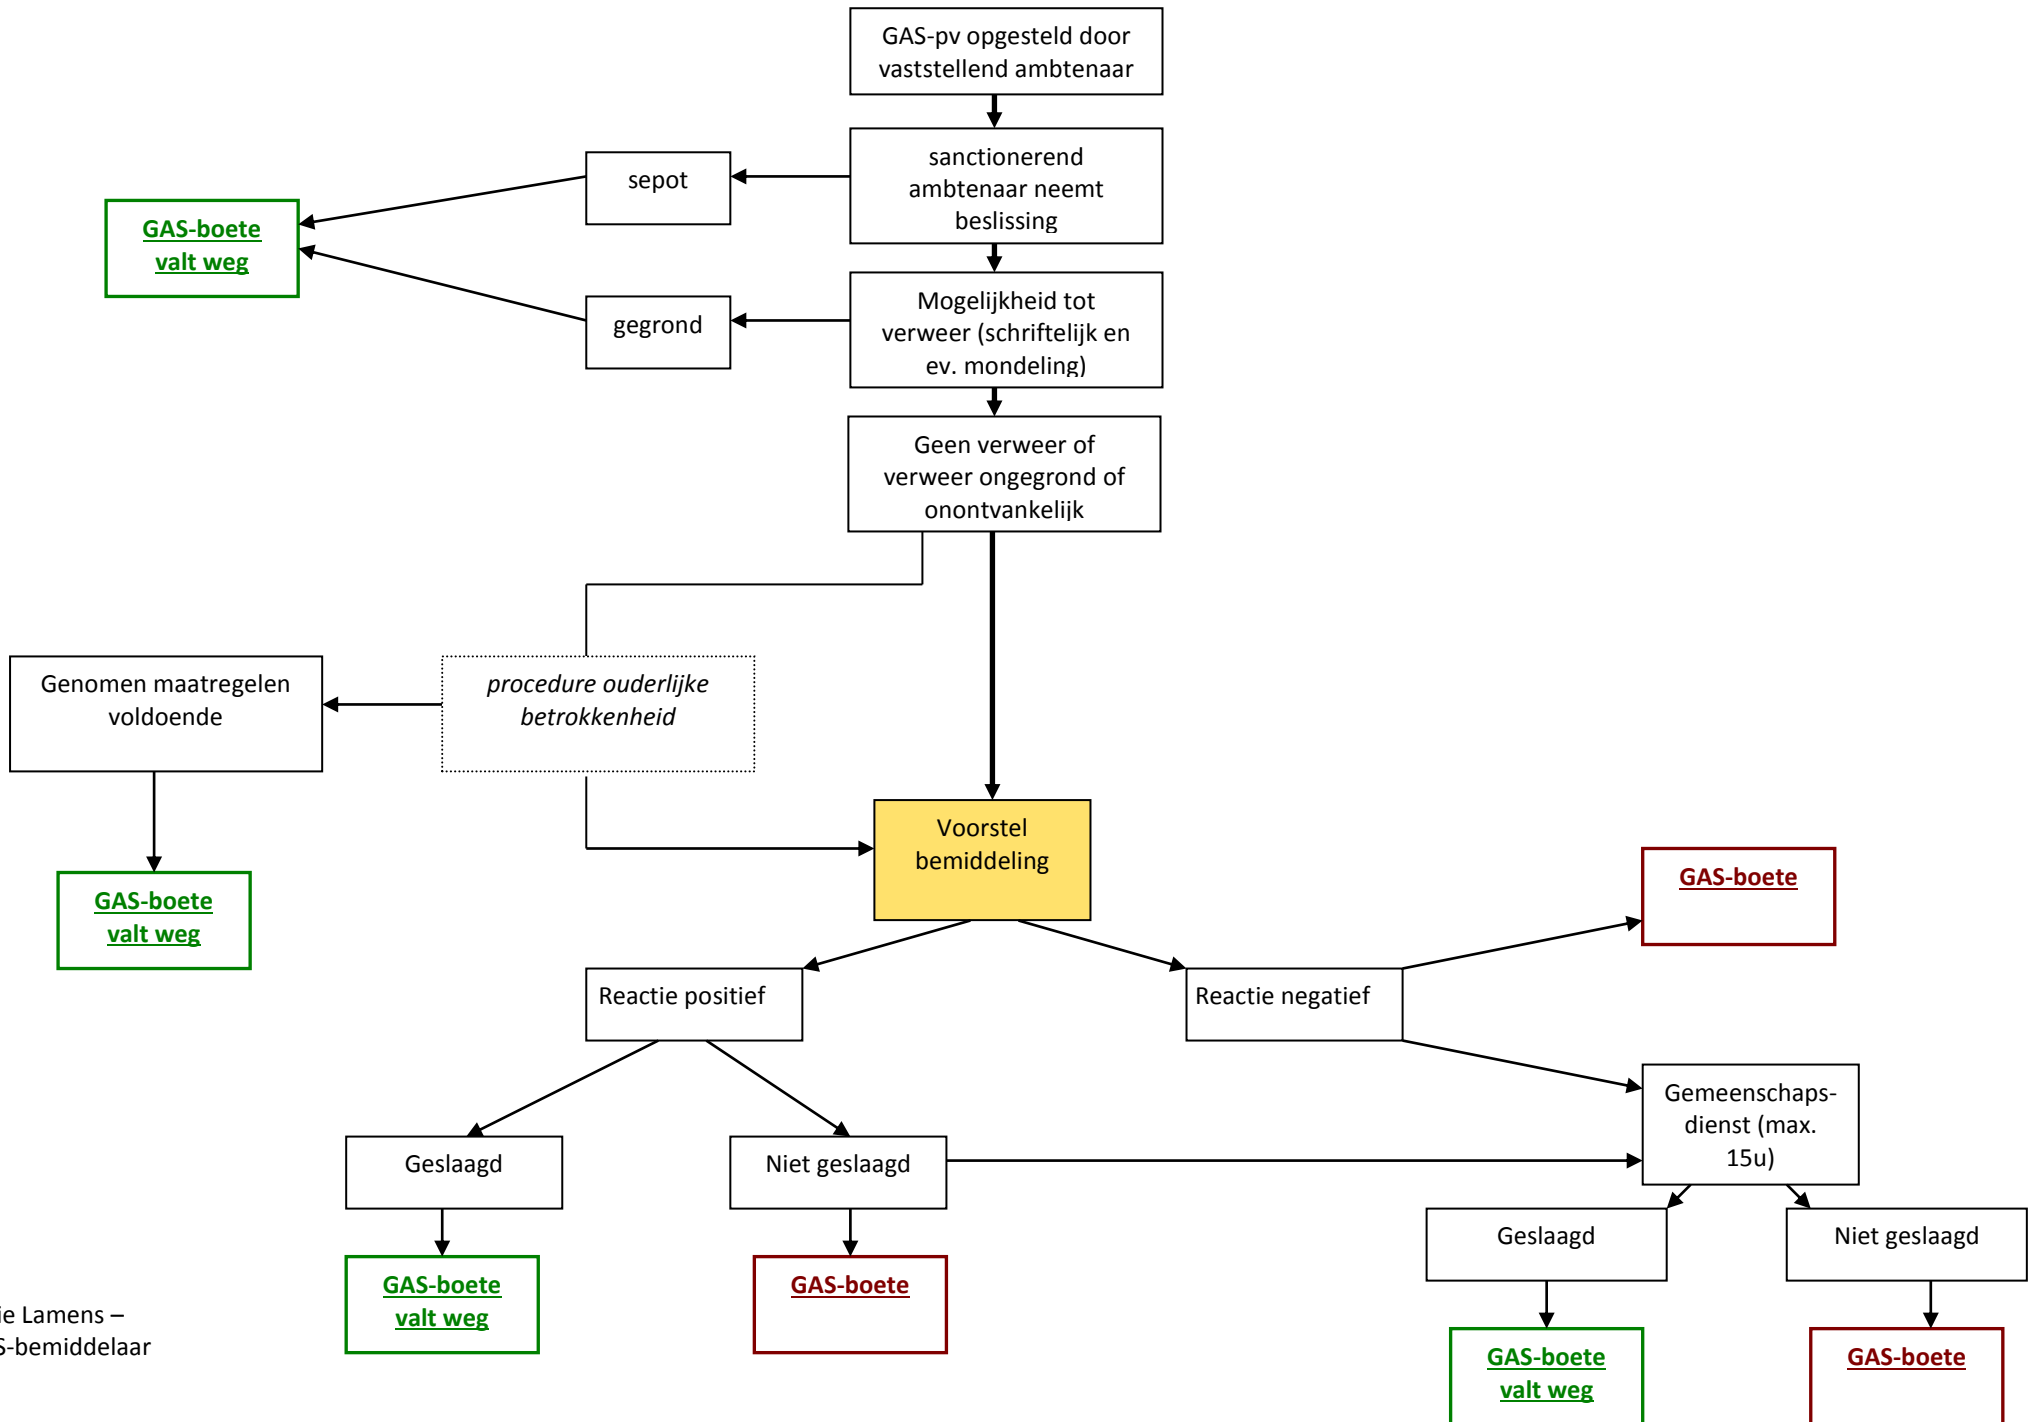 GAS-pv opgesteld door
vaststellend ambtenaar
sanctionerend
ambtenaar neemt
beslissing
sepot
GAS-boete
valt weg
Mogelijkheid tot
verweer (schriftelijk en
ev. mondeling)
gegrond
Geen verweer of
verweer ongegrond of
onontvankelijk
procedure ouderlijke
betrokkenheid
Genomen maatregelen
voldoende
GAS-boete
valt weg
Voorstel
bemiddeling
GAS-boete
Reactie positief
Reactie negatief
Gemeenschaps-
dienst (max.
15u)
Geslaagd
Niet geslaagd
Geslaagd
Niet geslaagd
GAS-boete
valt weg
GAS-boete
GAS-boete
valt weg
GAS-boete
Lamens –
S-bemiddelaar